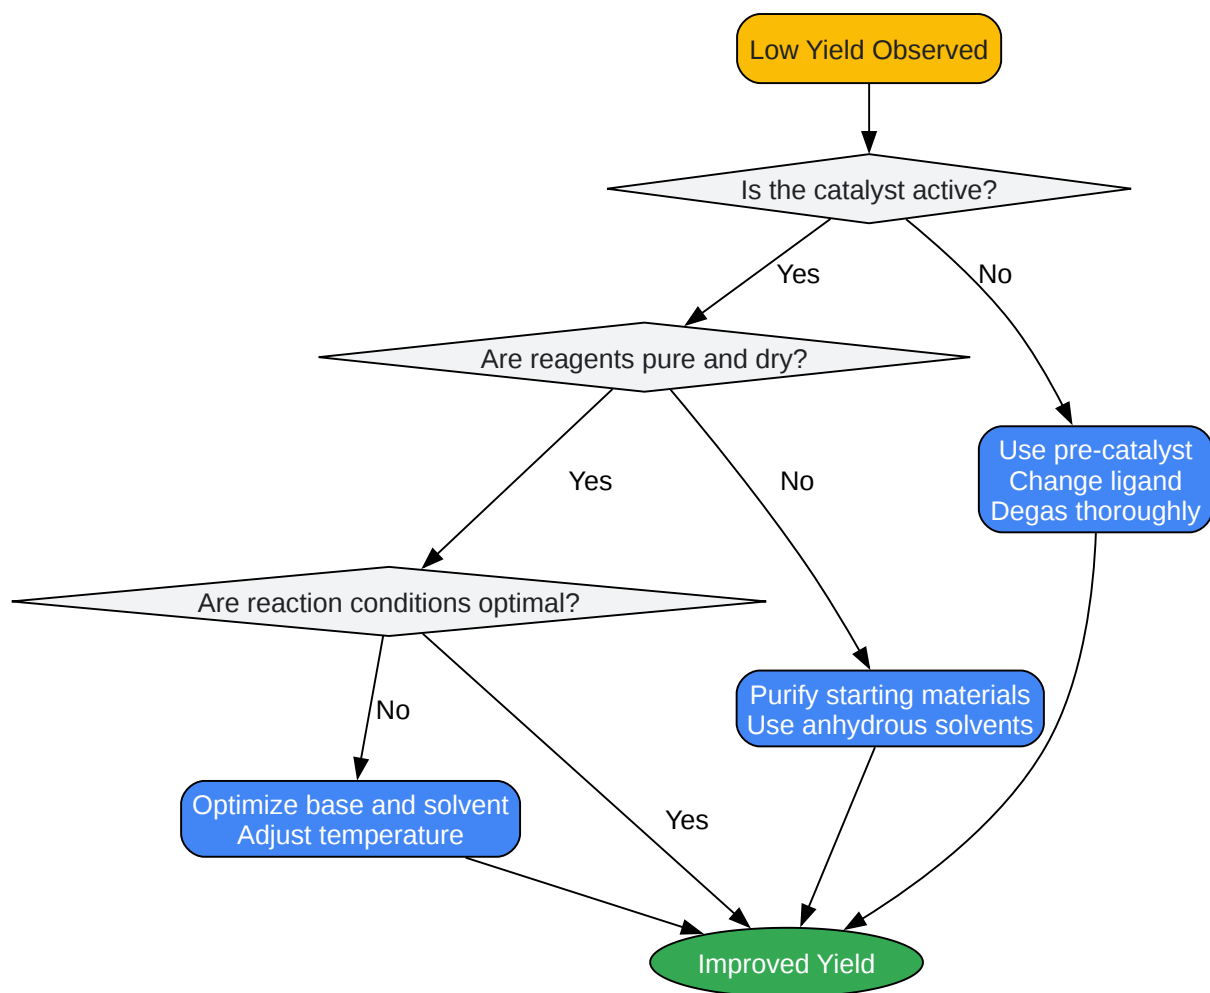 Low Yield Observed
Is the catalyst active?
Yes
No
Are reagents pure and dry?
Use pre-catalyst
Change ligand
Degas thoroughly
Yes
No
Are reaction conditions optimal?
Purify starting materials
Use anhydrous solvents
No
Optimize base and solvent
Adjust temperature
Yes
Improved Yield